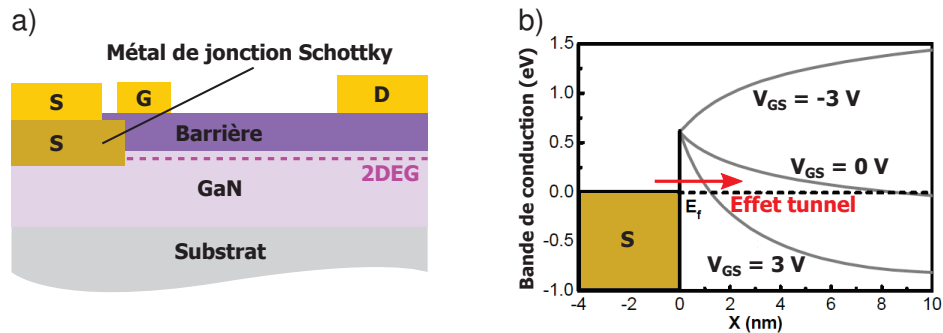 a)
Métal de jonction Schottky
S
G
D
S
Barrière
2DEG
GaN
Substrat
b)
Bande de conduction (eV)
1.5
1.0
0.5
0.0
-0.5
-1.0
V_GS = -3 V
V_GS = 0 V
E_f
Effet tunnel
S
V_GS = 3 V
-4 -2 0 2 4 6 8 10
X (nm)